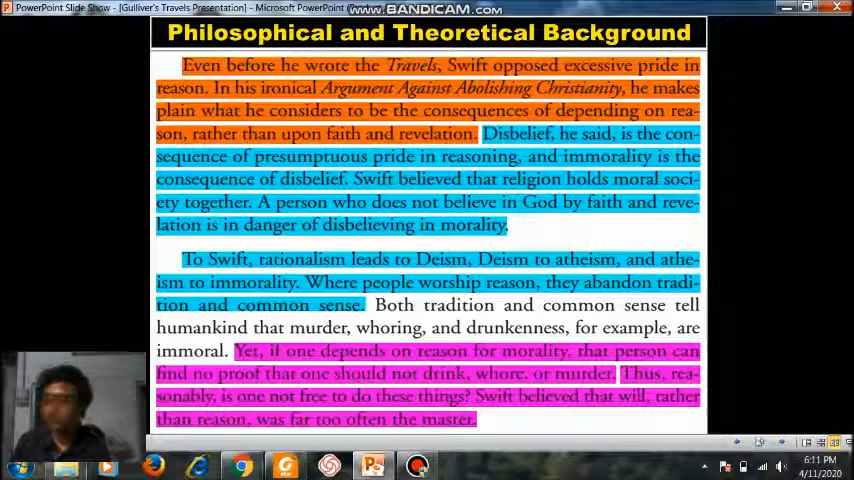 PowerPoint Slide Show - [Gulliver's Travels Presentation] - Microsoft PowerPoint
www.BANDICAM.com
Philosophical and Theoretical Background
Even before he wrote the Travels, Swift opposed excessive pride in
reason. In his ironical Argument Against Abolishing Christianity, he makes
plain what he considers to be the consequences of depending on rea-
son, rather than upon faith and revelation. Disbelief, he said, is the con-
sequence of presumptuous pride in reasoning, and immorality is the
consequence of disbelief. Swift believed that religion holds moral soci-
ety together. A person who does not believe in God by faith and reve-
lation is in danger of disbelieving in morality.
To Swift, rationalism leads to Deism, Deism to atheism, and athe-
ism to immorality. Where people worship reason, they abandon tradi-
tion and common sense. Both tradition and common sense tell
humankind that murder, whoring, and drunkenness, for example, are
immoral. Yet, if one depends on reason for morality, that person can
find no proof that one should not drink, whore, or murder. Thus, rea-
sonably, is one not free to do these things? Swift believed that will, rather
than reason, was far too often the master.
6:11 PM
4/11/2020